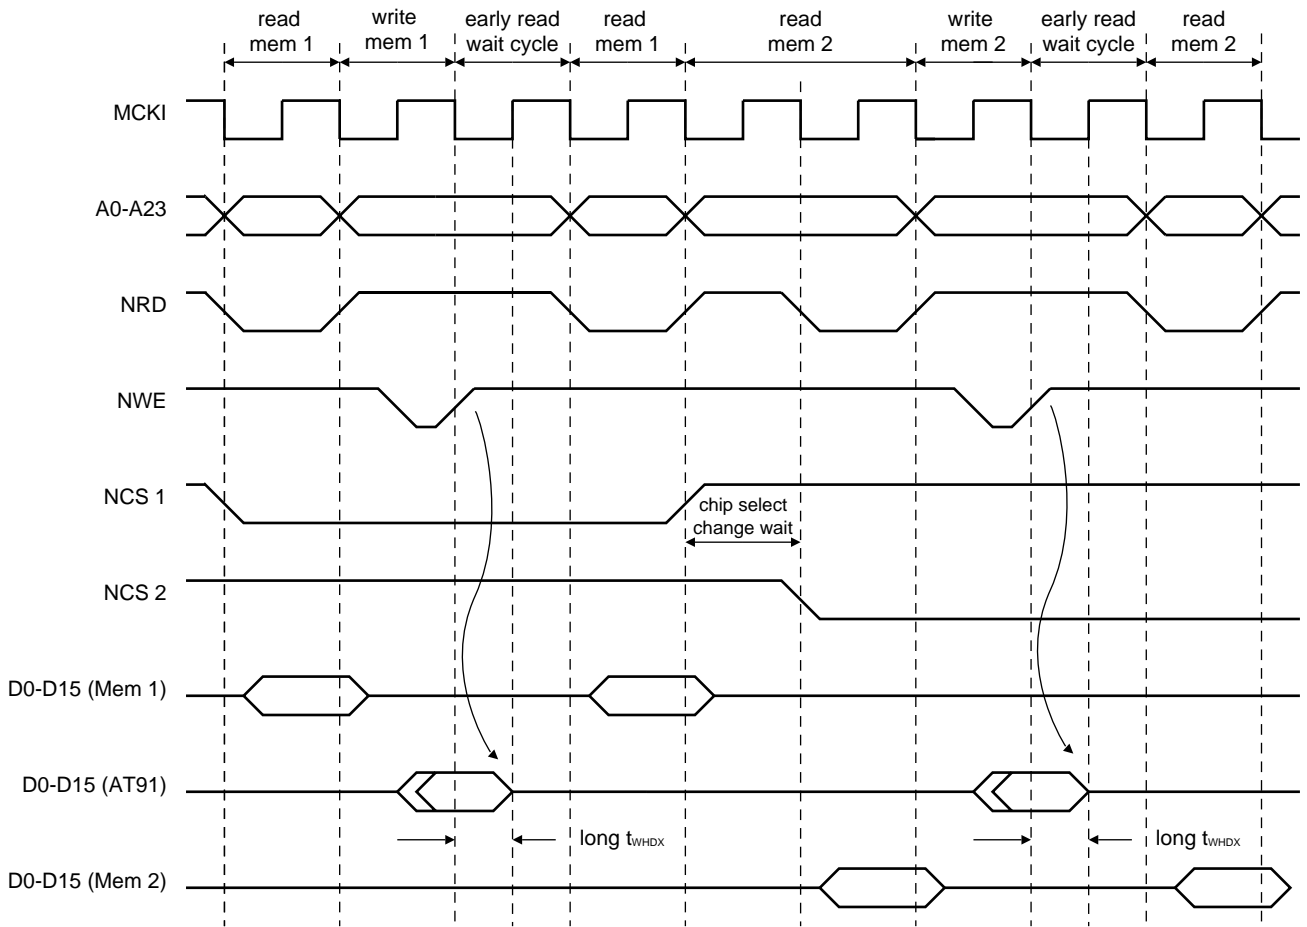 read write early read read read write early read read
mem 1 mem 1 wait cycle mem 1 mem 2 mem 2 wait cycle mem 2
MCKI
A0-A23
NRD
NWE
NCS 1
chip select
change wait
NCS 2
D0-D15 (Mem 1)
D0-D15 (AT91)
long tWHDX long tWHDX
D0-D15 (Mem 2)